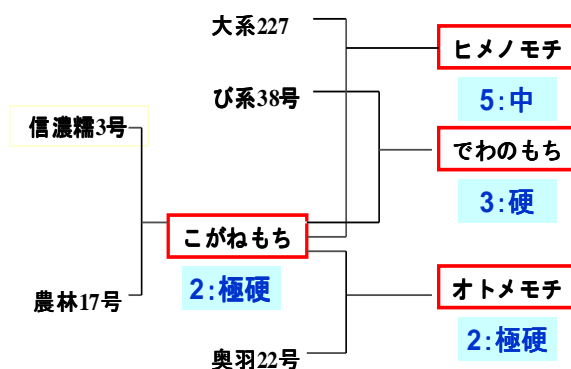 大系227
ヒメノモチ
5:中
び系38号
信濃糯3号
でわのもち
3:硬
こがねもち
2:極硬
農林17号
オトメモチ
2:極硬
奥羽22号